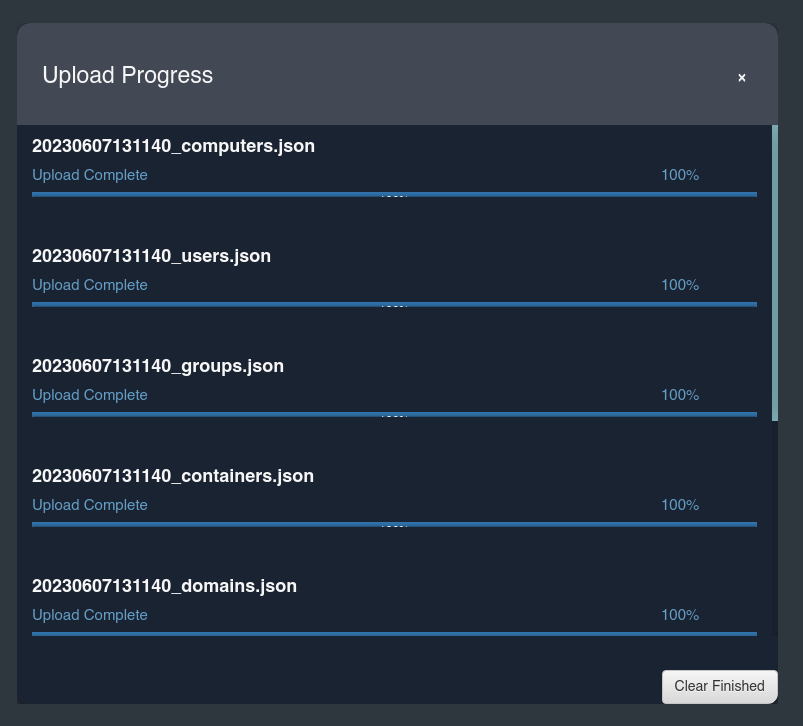 Upload Progress
×
20230607131140_computers.json
Upload Complete 100%
20230607131140_users.json
Upload Complete 100%
20230607131140_groups.json
Upload Complete 100%
20230607131140_containers.json
Upload Complete 100%
20230607131140_domains.json
Upload Complete 100%
Clear Finished